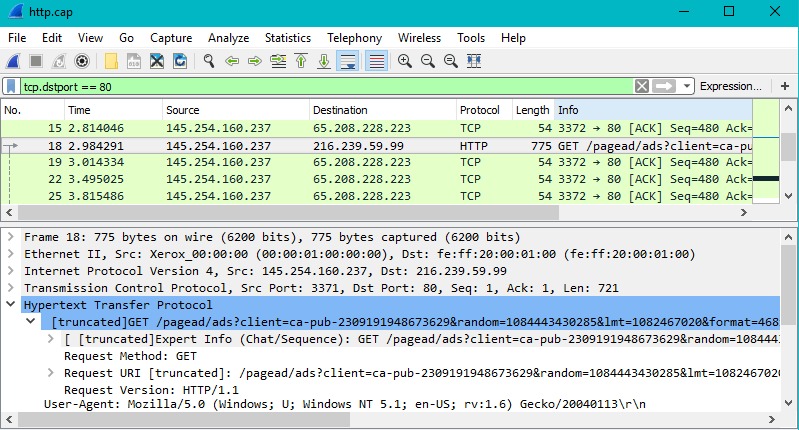 http.cap
File Edit View Go Capture Analyze Statistics Telephony Wireless Tools Help
tcp.dstport == 80 Expression... +
No. Time Source Destination Protocol Length Info
15 2.814046 145.254.160.237 65.208.228.223 TCP 54 3372 → 80 [ACK] Seq=480 Ack=
18 2.984291 145.254.160.237 216.239.59.99 HTTP 775 GET /pagead/ads?client=ca-pu
19 3.014334 145.254.160.237 65.208.228.223 TCP 54 3372 → 80 [ACK] Seq=480 Ack=
22 3.495025 145.254.160.237 65.208.228.223 TCP 54 3372 → 80 [ACK] Seq=480 Ack=
25 3.815486 145.254.160.237 65.208.228.223 TCP 54 3372 → 80 [ACK] Seq=480 Ack=
Frame 18: 775 bytes on wire (6200 bits), 775 bytes captured (6200 bits)
Ethernet II, Src: Xerox_00:00:00 (00:00:01:00:00:00), Dst: fe:ff:20:00:01:00 (fe:ff:20:00:01:00)
Internet Protocol Version 4, Src: 145.254.160.237, Dst: 216.239.59.99
Transmission Control Protocol, Src Port: 3371, Dst Port: 80, Seq: 1, Ack: 1, Len: 721
Hypertext Transfer Protocol
[truncated]GET /pagead/ads?client=ca-pub-2309191948673629&random=1084443430285&lmt=1082467020&format=468
[ [truncated]Expert Info (Chat/Sequence): GET /pagead/ads?client=ca-pub-2309191948673629&random=108444
Request Method: GET
Request URI [truncated]: /pagead/ads?client=ca-pub-2309191948673629&random=1084443430285&lmt=108246702
Request Version: HTTP/1.1
User-Agent: Mozilla/5.0 (Windows; U; Windows NT 5.1; en-US; rv:1.6) Gecko/20040113\r\n